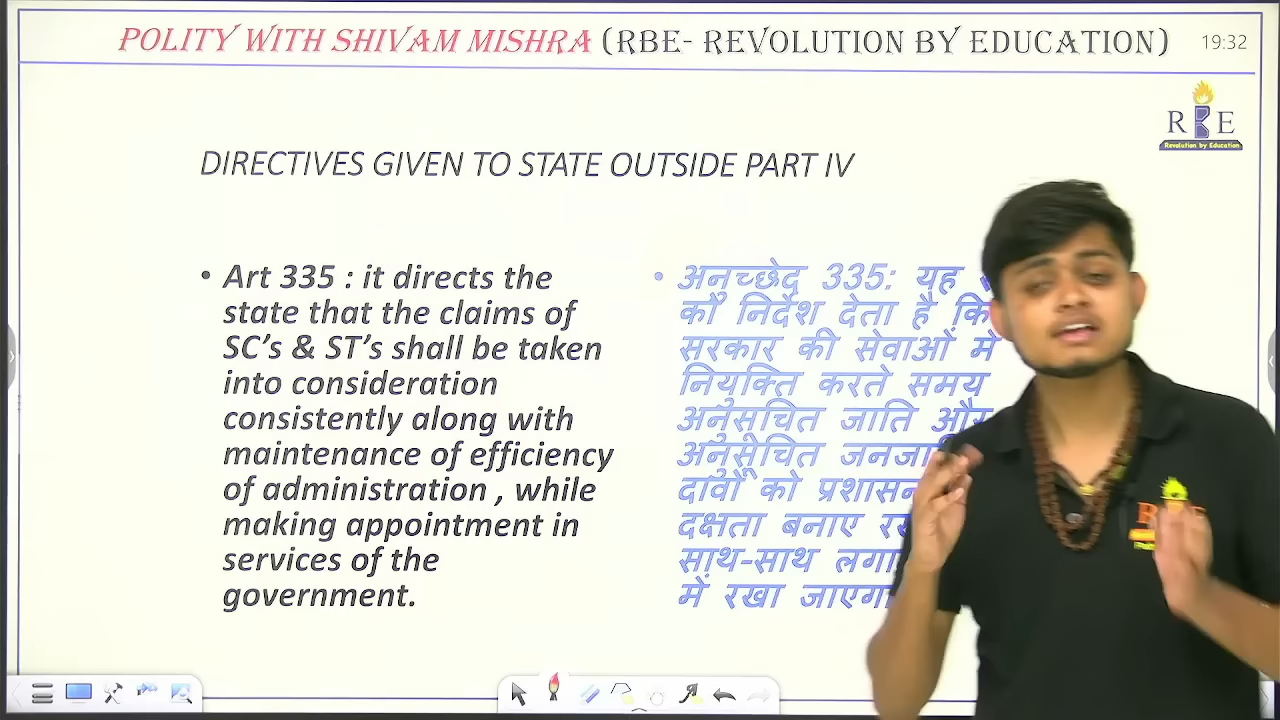 POLITY WITH SHIVAM MISHRA (RBE- REVOLUTION BY EDUCATION)
19:32
R B E
Revolution by Education
DIRECTIVES GIVEN TO STATE OUTSIDE PART IV
• Art 335 : it directs the
state that the claims of
SC's & ST's shall be taken
into consideration
consistently along with
maintenance of efficiency
of administration , while
making appointment in
services of the
government.
• अनुच्छेद 335: यह
को निर्देश देता है कि
सरकार की सेवाओं में
नियुक्ति करते समय
अनुसूचित जाति और
अनुसूचित
दावों को प्रशासन
दक्षता बनाए
साथ-साथ
में रखा जाएगा